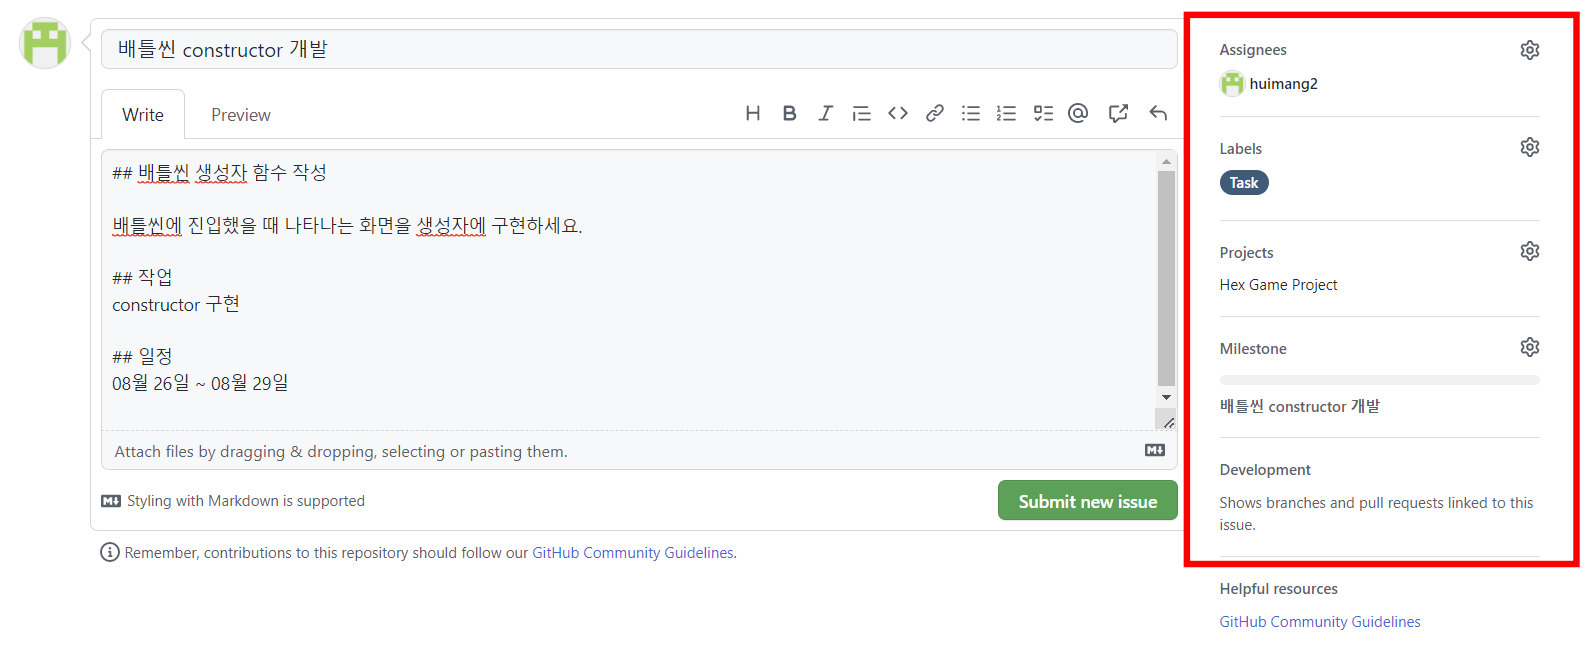 배틀씬 constructor 개발
Write
Preview
## 배틀씬 생성자 함수 작성
배틀씬에 진입했을 때 나타나는 화면을 생성자에 구현하세요.
## 작업
constructor 구현
## 일정
08월 26일 ~ 08월 29일
Attach files by dragging & dropping, selecting or pasting them.
Styling with Markdown is supported
Submit new issue
Remember, contributions to this repository should follow our GitHub Community Guidelines.
Assignees
huimang2
Labels
Task
Projects
Hex Game Project
Milestone
배틀씬 constructor 개발
Development
Shows branches and pull requests linked to this
issue.
Helpful resources
GitHub Community Guidelines